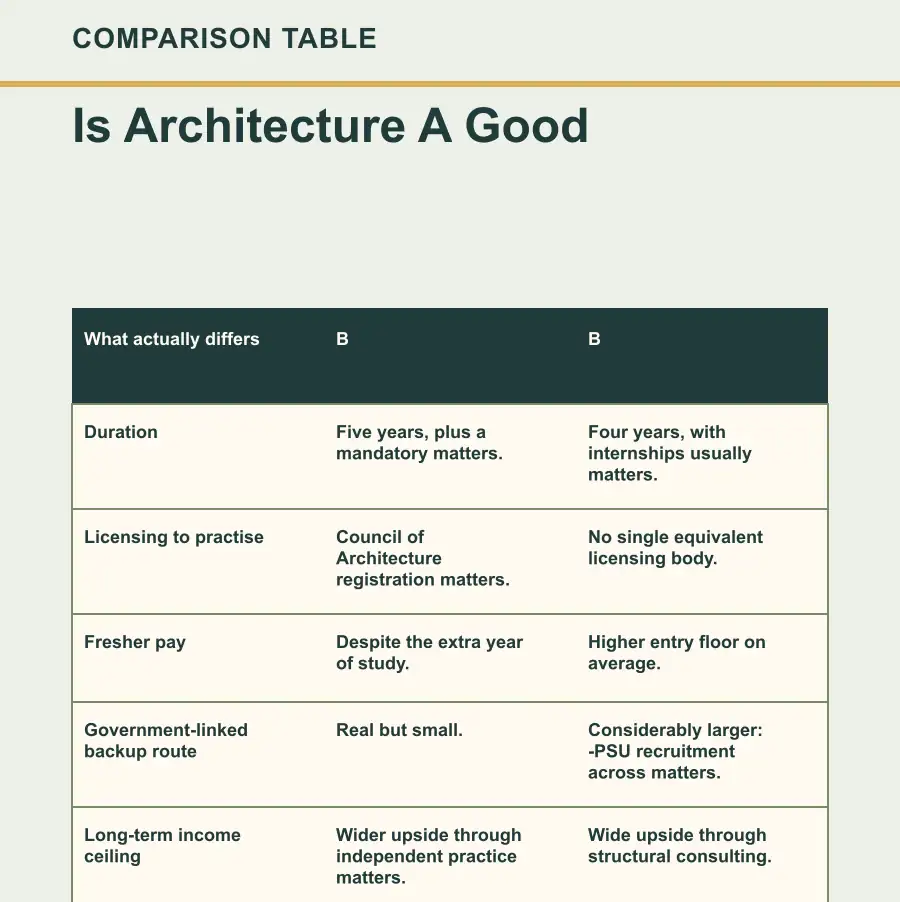 COMPARISON TABLE
Is Architecture A Good
What actually differs
B
B
Duration
Five years, plus a
mandatory matters.
Four years, with
internships usually
matters.
Licensing to practise
Council of
Architecture
registration matters.
No single equivalent
licensing body.
Fresher pay
Despite the extra year
of study.
Higher entry floor on
average.
Government-linked
backup route
Real but small.
Considerably larger:
-PSU recruitment
across matters.
Long-term income
ceiling
Wider upside through
independent practice
matters.
Wide upside through
structural consulting.